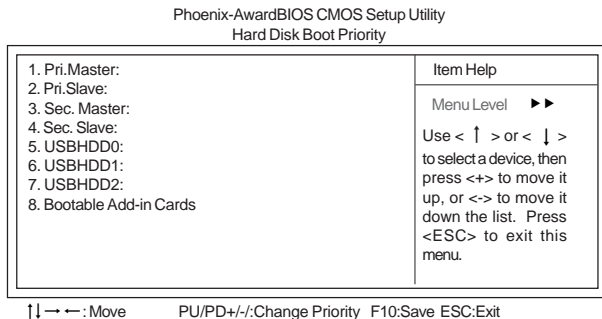 Phoenix-AwardBIOS CMOS Setup Utility
Hard Disk Boot Priority
1. Pri.Master:
2. Pri.Slave:
3. Sec. Master:
4. Sec. Slave:
5. USBHDD0:
6. USBHDD1:
7. USBHDD2:
8. Bootable Add-in Cards
Item Help
Menu Level ►►
Use < ↑ > or < ↓ >
to select a device, then
press <+> to move it
up, or <-> to move it
down the list. Press
<ESC> to exit this
menu.
↑↓→←: Move PU/PD+/-/:Change Priority F10:Save ESC:Exit